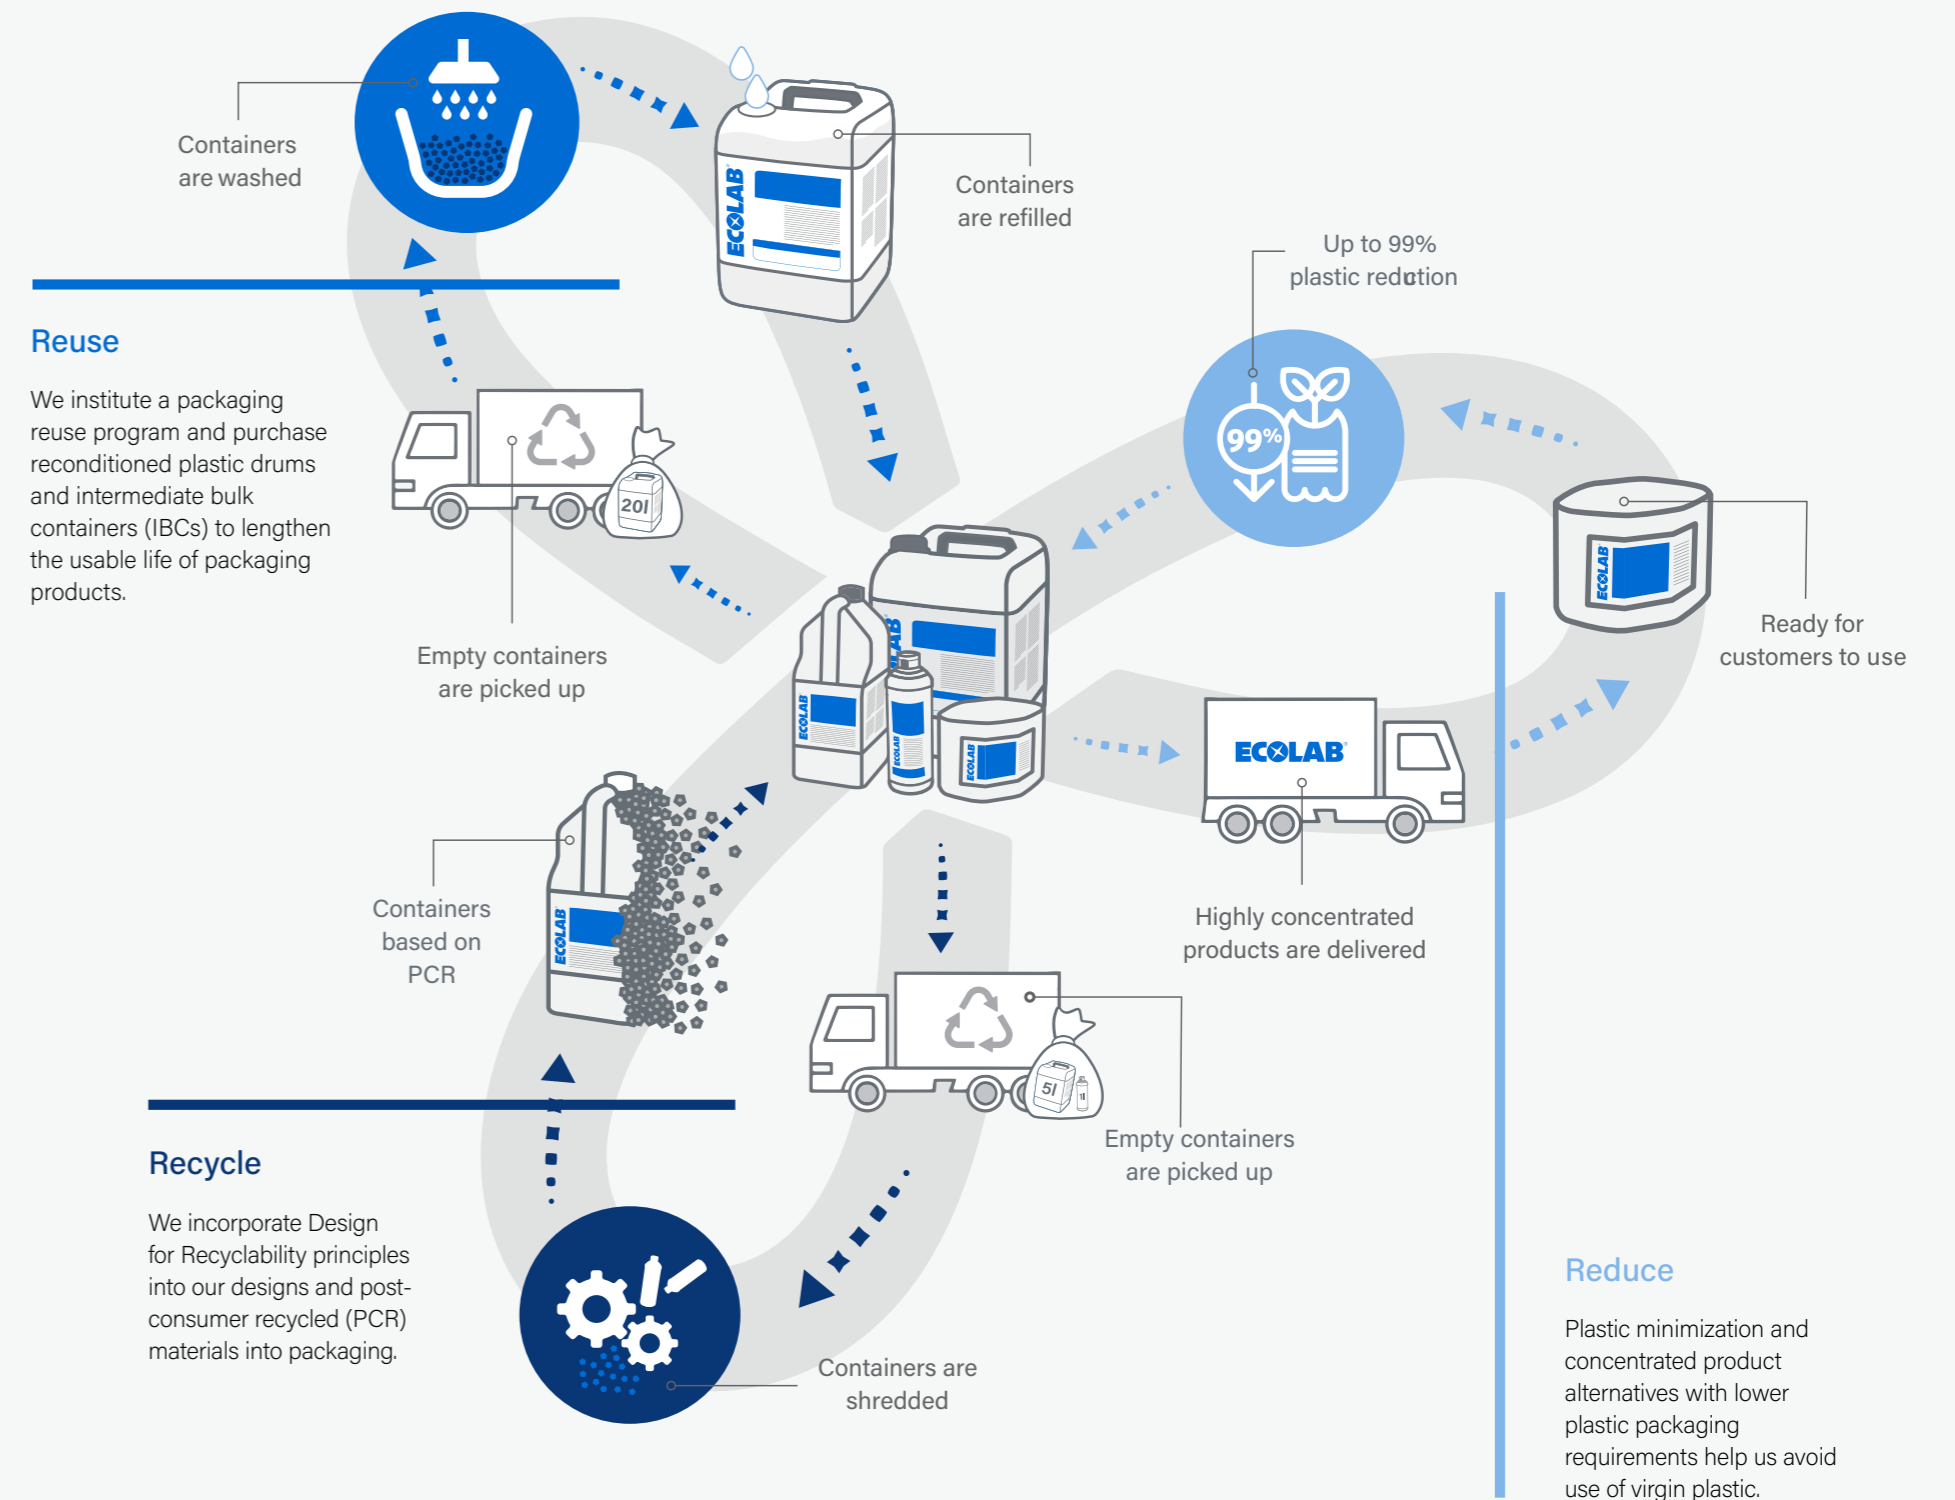 Containers
are washed
ECOLAB
Containers
are refilled
Up to 99%
plastic reduction
99%
Reuse
We institute a packaging
reuse program and purchase
reconditioned plastic drums
and intermediate bulk
containers (IBCs) to lengthen
the usable life of packaging
products.
20l
Empty containers
are picked up
ECOLAB
Ready for
customers to use
ECOLAB
ECOLAB
ECOLAB
ECOLAB
ECOLAB
Highly concentrated
products are delivered
Containers
based on
PCR
ECOLAB
5l
1l
Empty containers
are picked up
Recycle
We incorporate Design
for Recyclability principles
into our designs and post-
consumer recycled (PCR)
materials into packaging.
Containers are
shredded
Reduce
Plastic minimization and
concentrated product
alternatives with lower
plastic packaging
requirements help us avoid
use of virgin plastic.